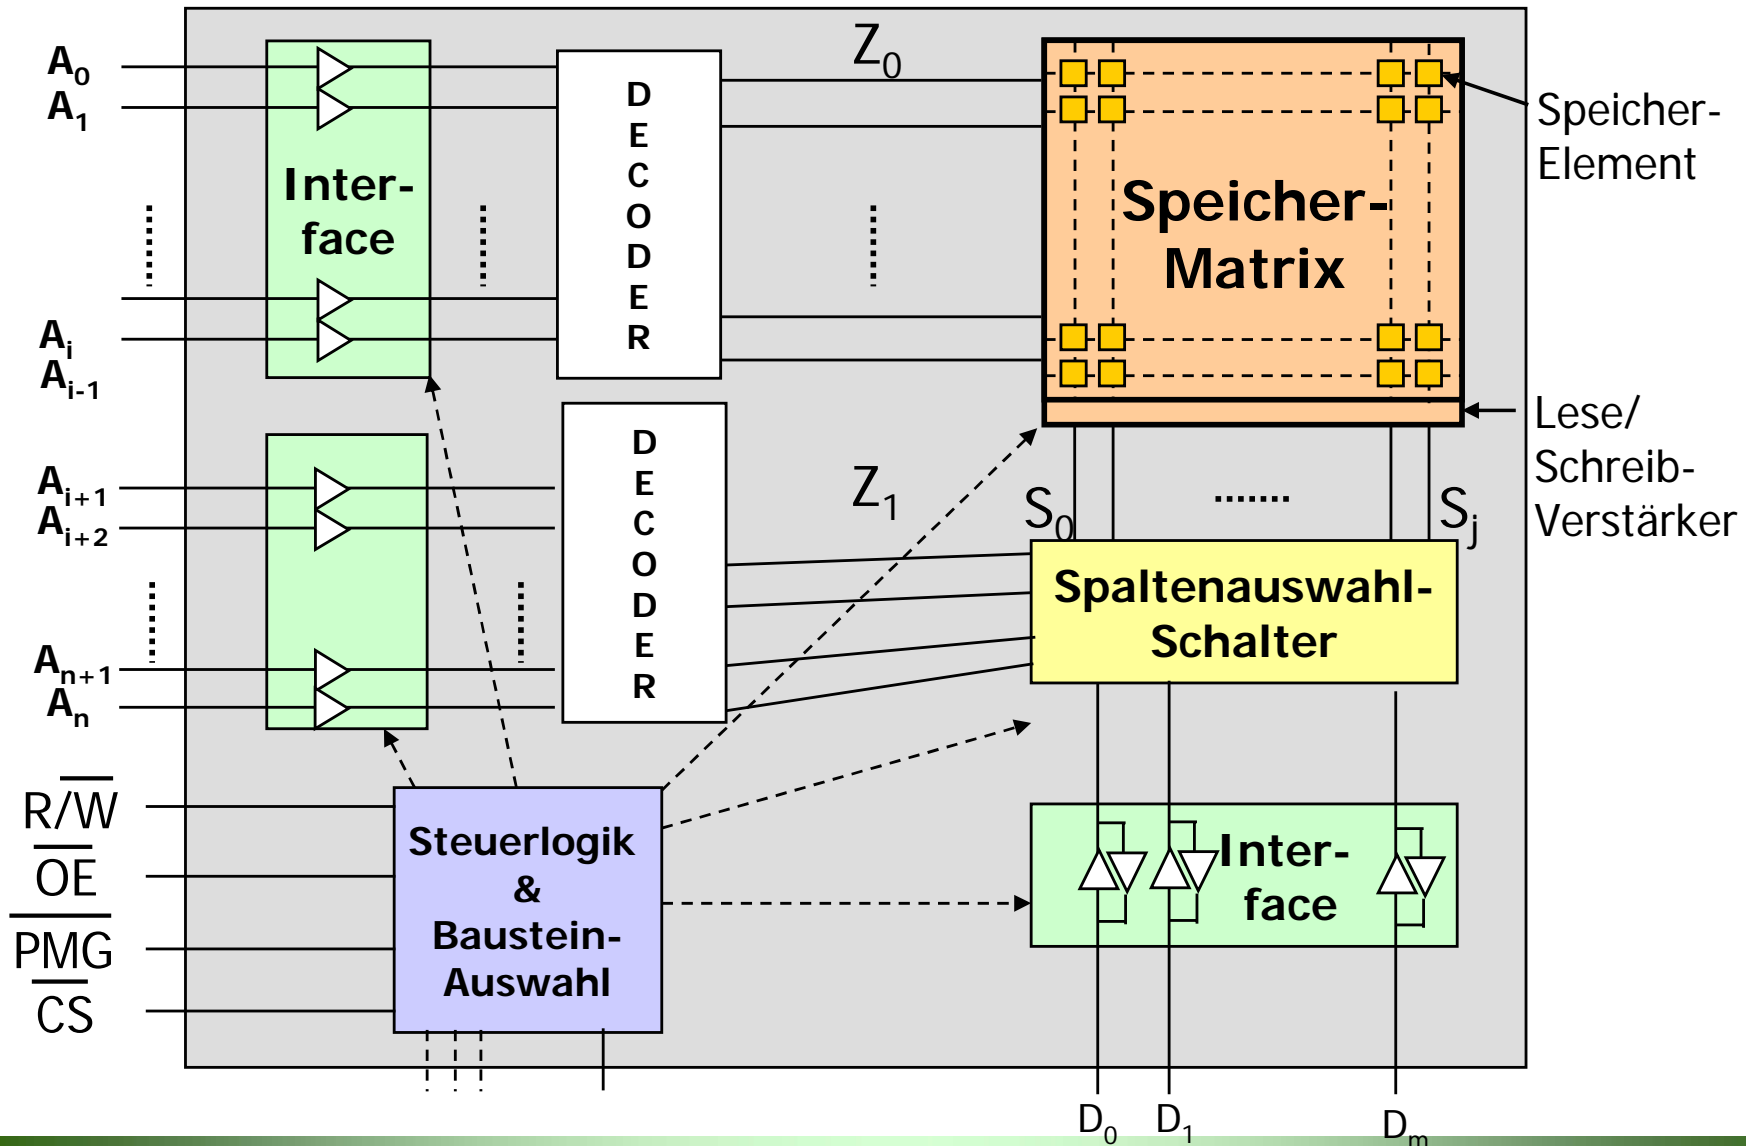 A0
A1
Ai
Ai-1
Ai+1
Ai+2
An+1
An
R/W
OE
PMG
CS
Inter-
face
DECODER
DECODER
Z0
Z1
Speicher-
Matrix
Speicher-
Element
Lese/
Schreib-
Verstärker
S0
.......
Sj
Spaltenauswahl-
Schalter
Steuerlogik
&
Baustein-
Auswahl
Inter-
face
D0
D1
Dm